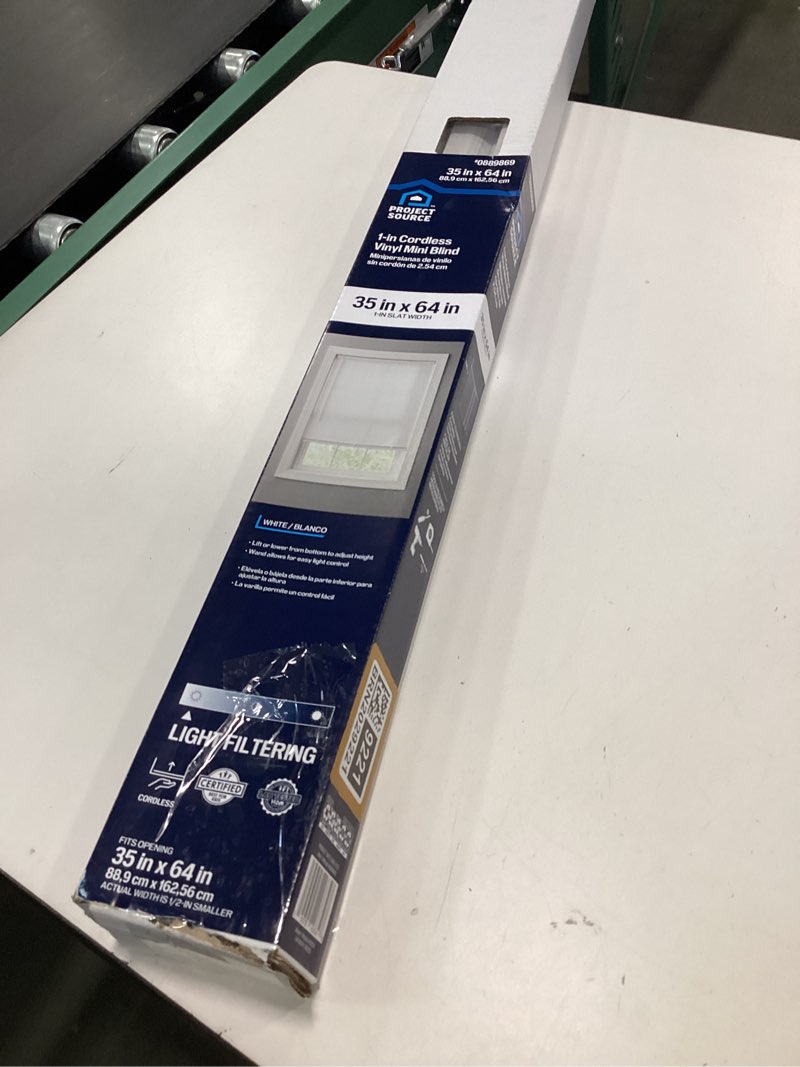 *0889869
35 in x 64 in
88,9 cm x 162,56 cm
PROJECT
SOURCE
1-in Cordless
Vinyl Mini Blind
Minipersianas de vinilo
sin cordón de 2.54 cm
35 in x 64 in
1-IN SLAT WIDTH
WHITE / BLANCO
• Lift or lower from bottom to adjust height
• Wand allows for easy light control
• Elévela o bájela desde la parte inferior para
ajustar la altura
• La varilla permite un control fácil
LIGHT FILTERING
CORDLESS
CERTIFIED
BEST FOR
KIDS
9221
FITS OPENING
35 in x 64 in
88,9 cm x 162,56 cm
ACTUAL WIDTH IS 1/2-IN SMALLER